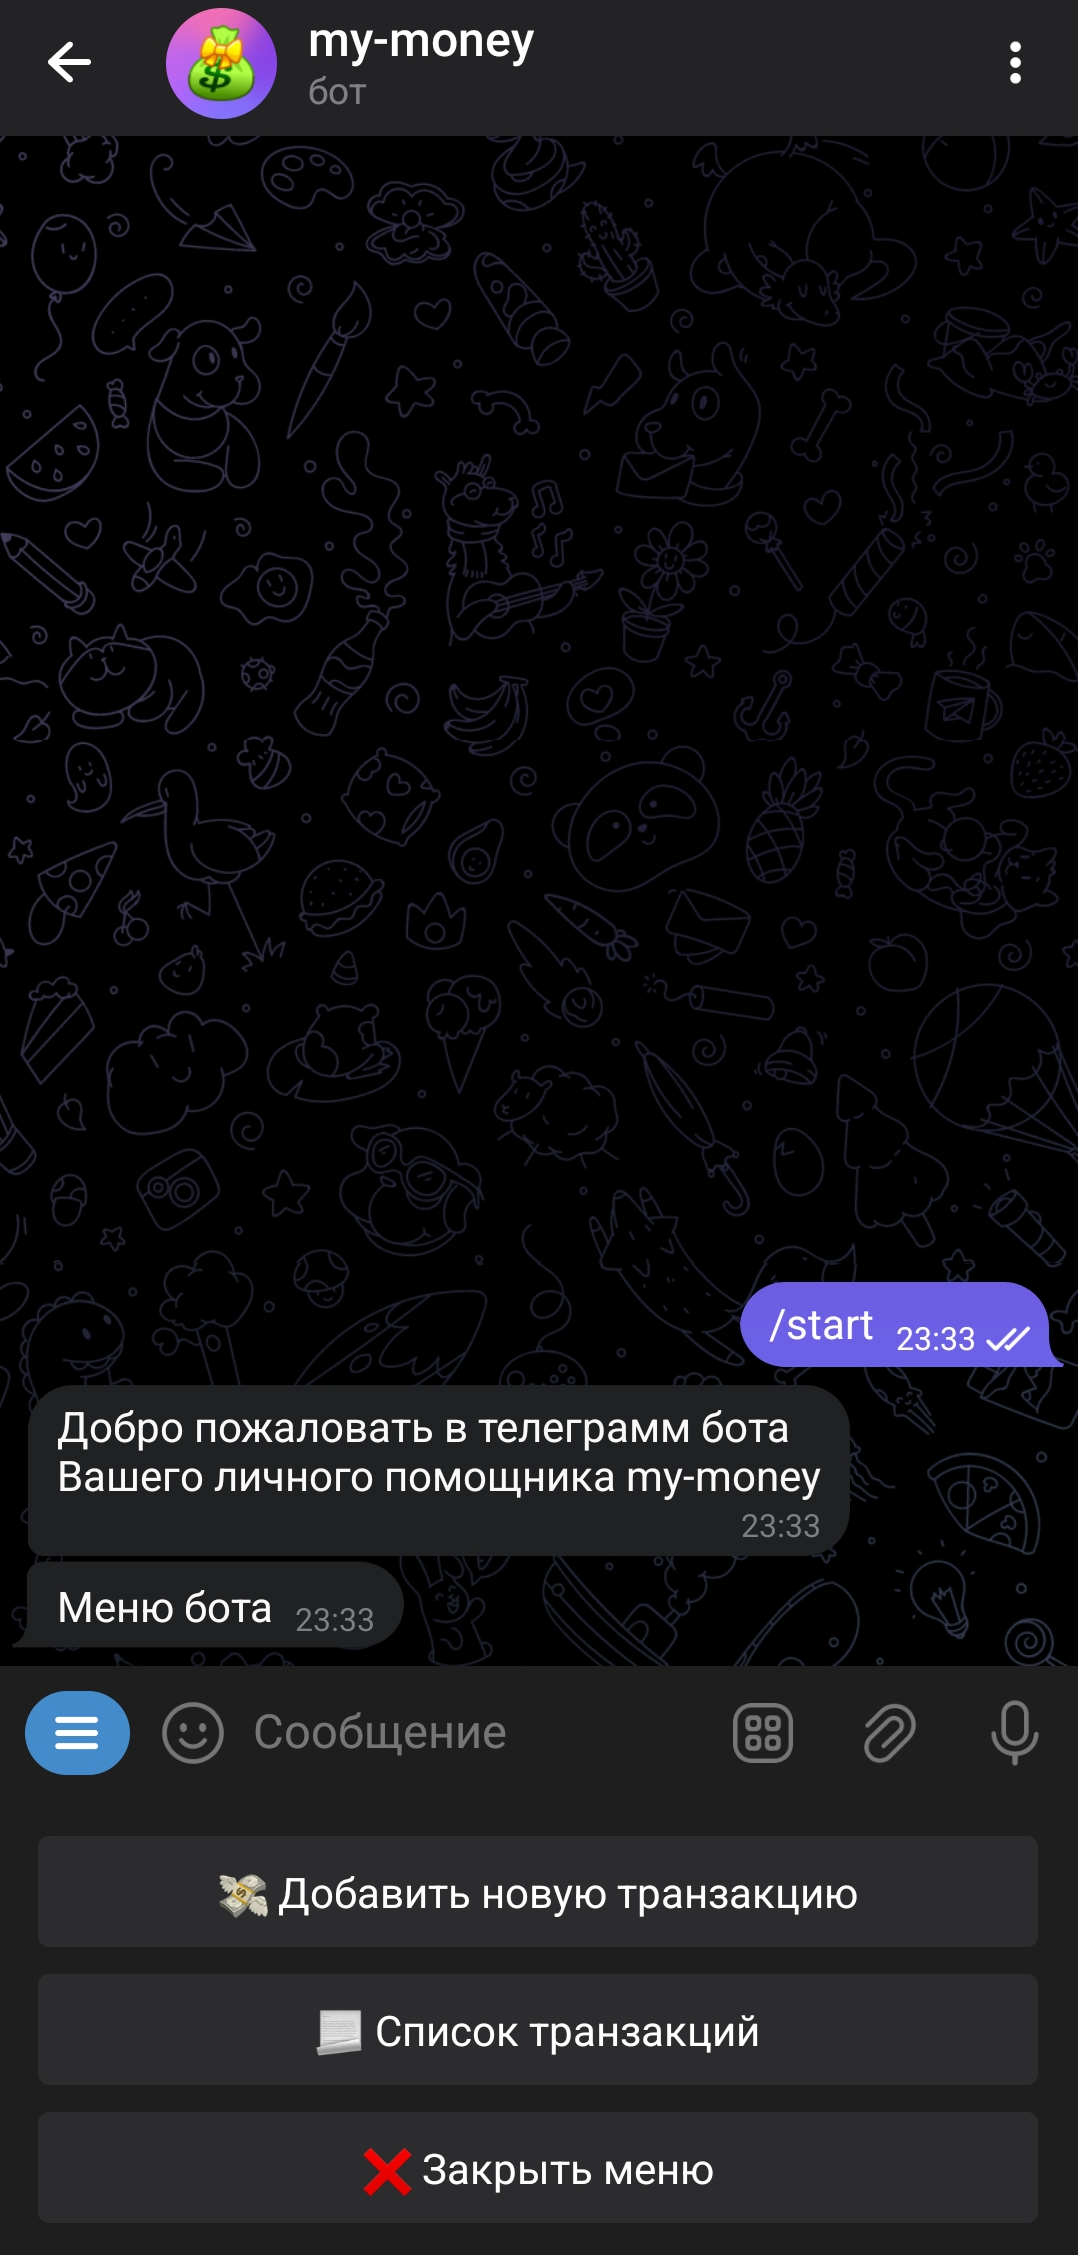 my-money
бот
/start 23:33
Добро пожаловать в телеграмм бота
Вашего личного помощника my-money
23:33
Меню бота 23:33
Сообщение
Добавить новую транзакцию
Список транзакций
Закрыть меню